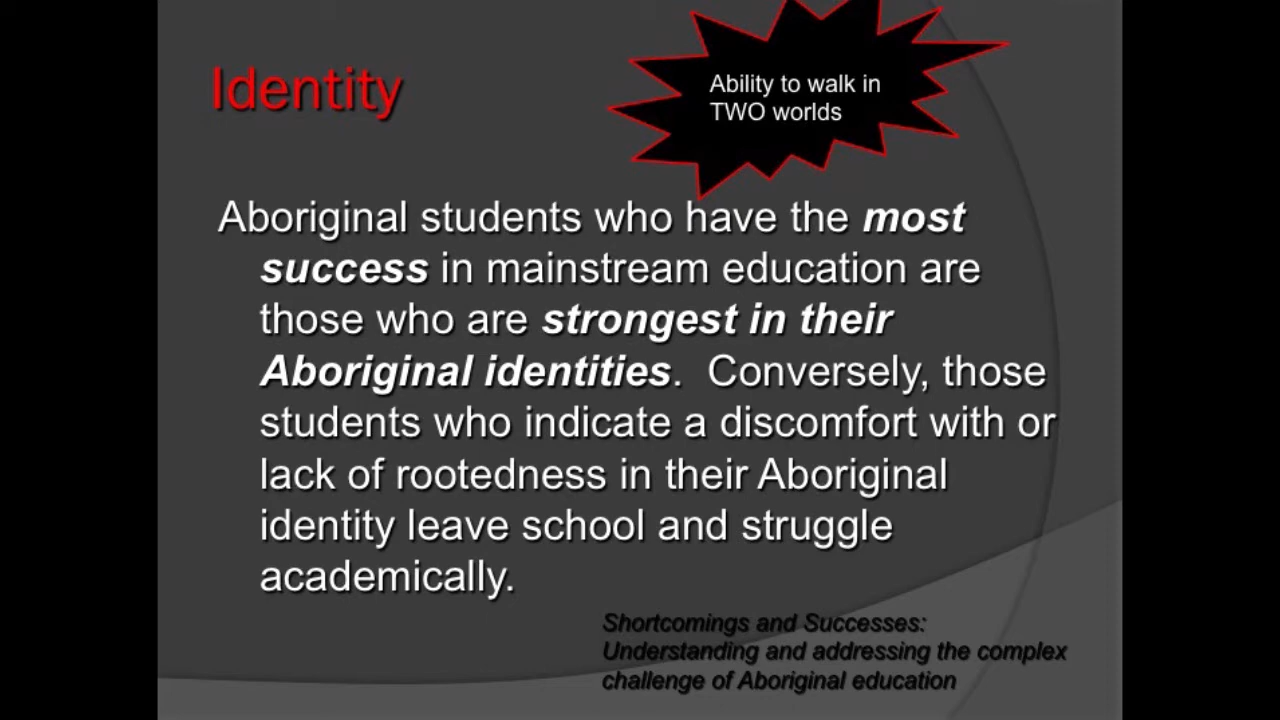 Identity
Ability to walk in
TWO worlds
Aboriginal students who have the most
success in mainstream education are
those who are strongest in their
Aboriginal identities. Conversely, those
students who indicate a discomfort with or
lack of rootedness in their Aboriginal
identity leave school and struggle
academically.
Shortcomings and Successes:
Understanding and addressing the complex
challenge of Aboriginal education